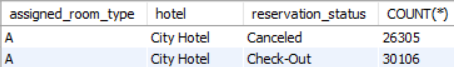 assigned_room_type hotel reservation_status COUNT(*)
A City Hotel Canceled 26305
A City Hotel Check-Out 30106